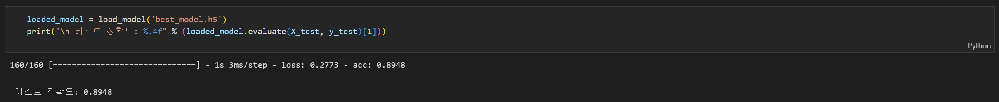 loaded_model = load_model('best_model.h5')
print("\n 테스트 정확도: %.4f" % (loaded_model.evaluate(X_test, y_test)[1]))
Python
160/160 [==============================] - 1s 3ms/step - loss: 0.2773 - acc: 0.8948
테스트 정확도: 0.8948